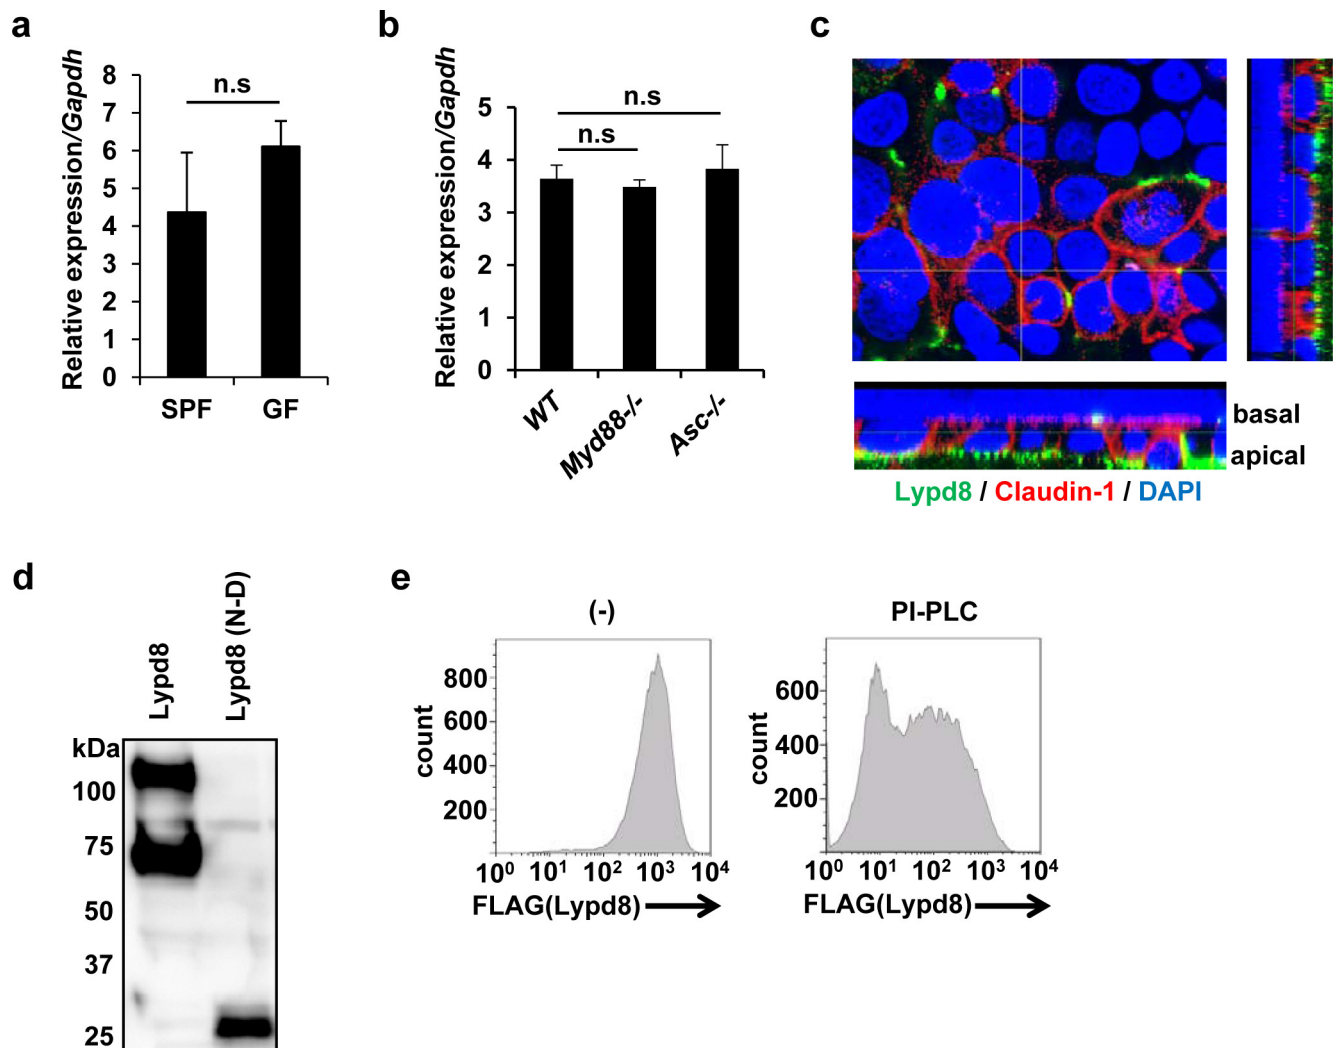 a
Relative expression/Gapdh
8
7
6
5
4
3
2
1
0
n.s
SPF GF
b
Relative expression/Gapdh
5
4
3
2
1
0
n.s
n.s
WT
Myd88-/-
Asc-/-
c
basal
apical
Lypd8 / Claudin-1 / DAPI
d
Lypd8
Lypd8 (N-D)
kDa
100
75
50
37
25
e
(-)
count
800
600
400
200
10⁰ 10¹ 10² 10³ 10⁴
FLAG(Lypd8)
PI-PLC
count
600
400
200
10⁰ 10¹ 10² 10³ 10⁴
FLAG(Lypd8)